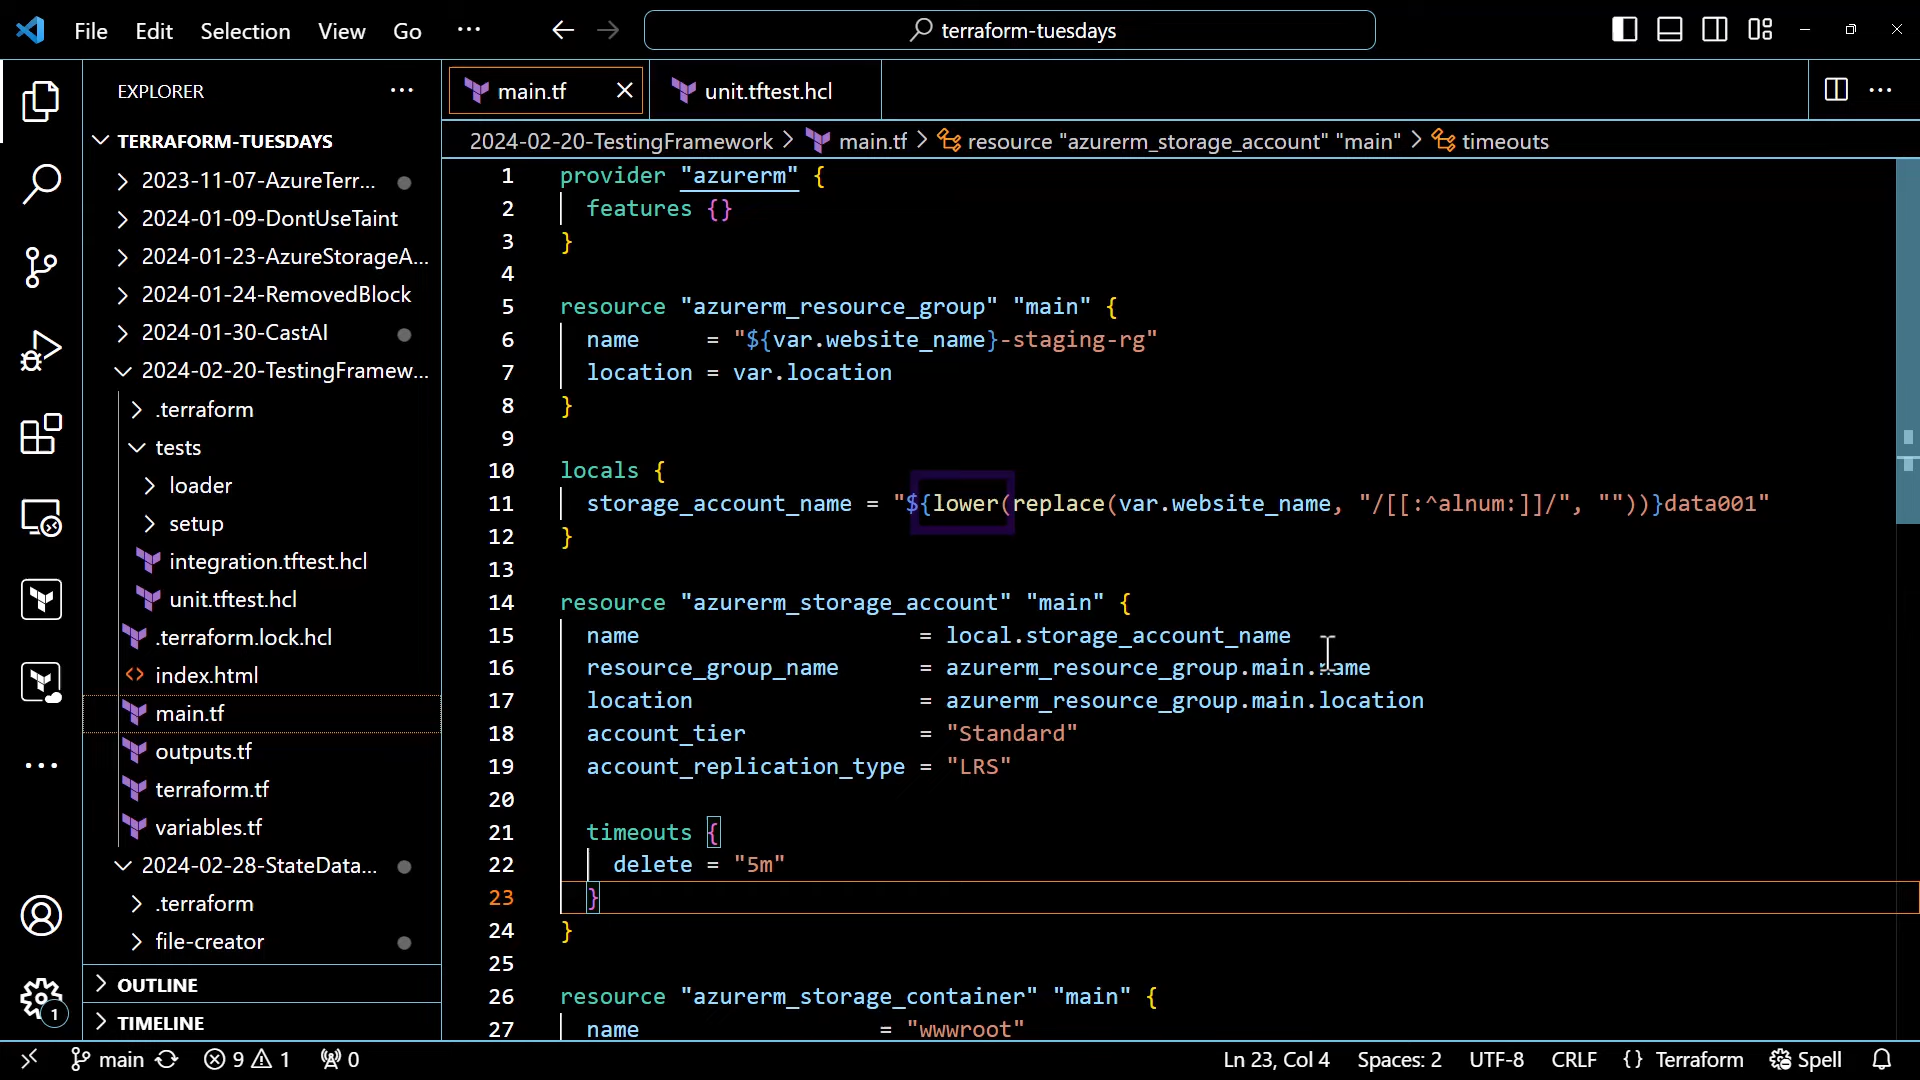 File Edit Selection View Go ··· terraform-tuesdays
EXPLORER ···
main.tf
unit.tftest.hcl
TERRAFORM-TUESDAYS
2023-11-07-AzureTerr...
2024-01-09-DontUseTaint
2024-01-23-AzureStorageA...
2024-01-24-RemovedBlock
2024-01-30-CastAI
2024-02-20-TestingFramew...
.terraform
tests
loader
setup
integration.tftest.hcl
unit.tftest.hcl
.terraform.lock.hcl
index.html
main.tf
outputs.tf
terraform.tf
variables.tf
2024-02-28-StateData...
.terraform
file-creator
OUTLINE
TIMELINE
2024-02-20-TestingFramework > main.tf > resource "azurerm_storage_account" "main" > timeouts
1 provider "azurerm" {
2 features {}
3 }
4
5 resource "azurerm_resource_group" "main" {
6 name = "${var.website_name}-staging-rg"
7 location = var.location
8 }
9
10 locals {
11 storage_account_name = "${lower(replace(var.website_name, "/[[:^alnum:]]/", ""))}data001"
12 }
13
14 resource "azurerm_storage_account" "main" {
15 name = local.storage_account_name
16 resource_group_name = azurerm_resource_group.main.name
17 location = azurerm_resource_group.main.location
18 account_tier = "Standard"
19 account_replication_type = "LRS"
20
21 timeouts {
22 delete = "5m"
23 }
24 }
25
26 resource "azurerm_storage_container" "main" {
27 name = "wwwroot"
1
main 9 1 0 Ln 23, Col 4 Spaces: 2 UTF-8 CRLF {} Terraform Spell